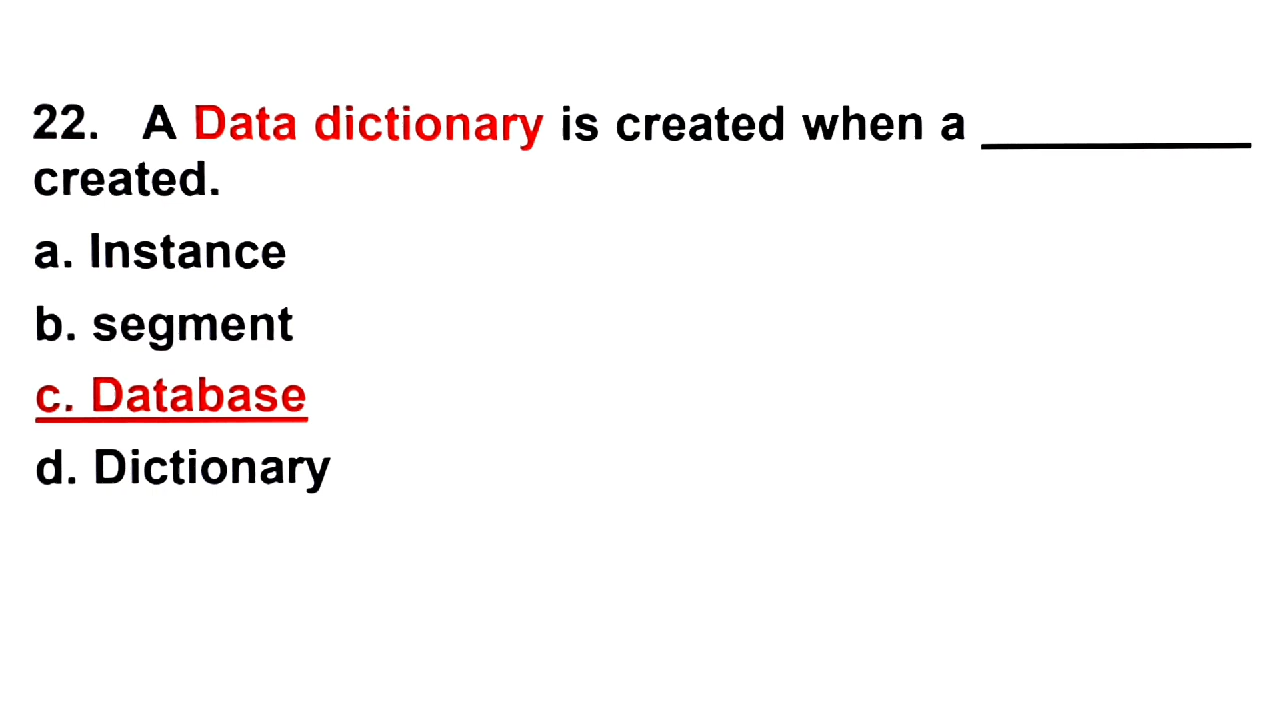 22. A Data dictionary is created when a ___________
created.
a. Instance
b. segment
c. Database
d. Dictionary